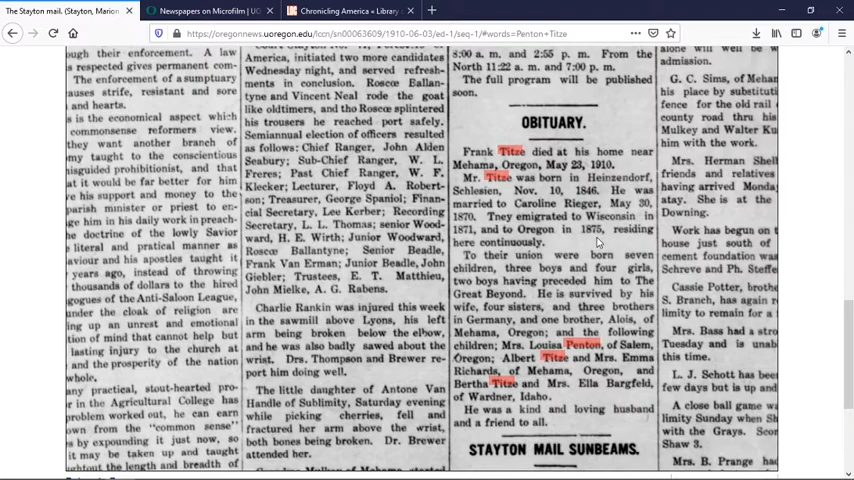 The Stayton mail. (Stayton, Marion
Newspapers on Microfilm | UO
Chronicling America « Library o
https://oregonnews.uoregon.edu/lccn/sn00063609/1910-06-03/ed-1/seq-1/#words=Penton+Titze
ough their enforcement. A law
s respected gives permanent com-
The enforcement of a sumptuary
auses strife, resistant and sore
and hearts.
s is the economical aspect which
commonsense reformers view.
they want another branch of
my taught to the conscientious
isguided prohibitionist, and that
it would be far better for him
e his support and money to the
parish minister or priest to en-
ge him in his daily work in preach-
he doctrine of the lowly Savior
literal and pratical manner as
aviour and his apostles taught it
years ago, instead of throwing
thousands of dollars to the hired
gogues of the Anti-Saloon League,
under the cloak of religion are
ing up an unrest and emotional
ion of mind that cannot help but
lasting injury to the church at
and prosperity of the nation
whole.
any practical, stout-hearted pro-
r in the Agricultural College has
problem worked out, he can earn
own from the "common sense"
s by expounding it just now, so
it may be taken up and taught
ghtout the length and breadth of
America, initiated two more candidates
Wednesday night, and served refresh-
ments in conclusion. Roscoe Ballan-
tyne and Vincent Neal rode the goat
like oldtimers, and tho Roscoe splintered
his trousers he reached port safely.
Semiannual election of officers resulted
as follows: Chief Ranger, John Alden
Seabury; Sub-Chief Ranger, W. L.
Freres; Past Chief Ranger, W. F.
Klecker; Lecturer, Floyd A. Robert-
son; Treasurer, George Spaniol; Finan-
cial Secretary, Lee Kerber; Recording
Secretary, L. L. Thomas; senior Wood-
ward, H. E. Wirth; Junior Woodward,
Roscoe Ballantyne; Senior Beadle,
Frank Van Erman; Junior Beadle, John
Giebler; Trustees, E. T. Matthieu,
John Mielke, A. G. Rabens.
Charlie Rankin was injured this week
in the sawmill above Lyons, his left
arm being broken below the elbow,
and he was also badly sawed about the
wrist. Drs. Thompson and Brewer re-
port him doing well.
The little daughter of Antone Van
Handle of Sublimity, Saturday evening
while picking cherries, fell and
fractured her arm above the wrist,
both bones being broken. Dr. Brewer
attended her.
8:00 a. m. and 2:55 p. m. From the
North 11:22 a. m. and 7:00 p. m.
The full program will be published
soon.
OBITUARY.
Frank Titze died at his home near
Mehama, Oregon, May 23, 1910.
Mr. Titze was born in Heinzendorf,
Schlesien, Nov. 10, 1846. He was
married to Caroline Rieger, May 30,
1870. They emigrated to Wisconsin in
1871, and to Oregon in 1875, residing
here continuously.
To their union were born seven
children, three boys and four girls,
two boys having preceded him to The
Great Beyond. He is survived by his
wife, four sisters, and three brothers
in Germany, and one brother, Alois, of
Mehama, Oregon; and the following
children; Mrs. Louisa Penton, of Salem,
Oregon; Albert Titze and Mrs. Emma
Richards, of Mehama, Oregon, and
Bertha Titze and Mrs. Ella Bargfeld,
of Wardner, Idaho.
He was a kind and loving husband
and a friend to all.
STAYTON MAIL SUNBEAMS.
alone will well
admission.
G. C. Sims, of Mehan
his place by substituti
fence for the old rail
county road thru his
Mulkey and Walter Ku
him with the work.
Mrs. Herman Shel
friends and relatives
having arrived Monda
stay. She is at the
Downing.
Work has begun on t
house just south of
cement foundation was
Schreve and Ph. Steffe
Cassie Potter, brothe
S. Branch, has again r
limity to remain for a
Mrs. Bass had a stro
Tuesday and is unabl
this time.
L. J. Schott has bee
few days but is up and
A close ball game w
limity Sunday when Sh
with the Grays. Scor
Shaw 3.
Mrs. B. Prange had